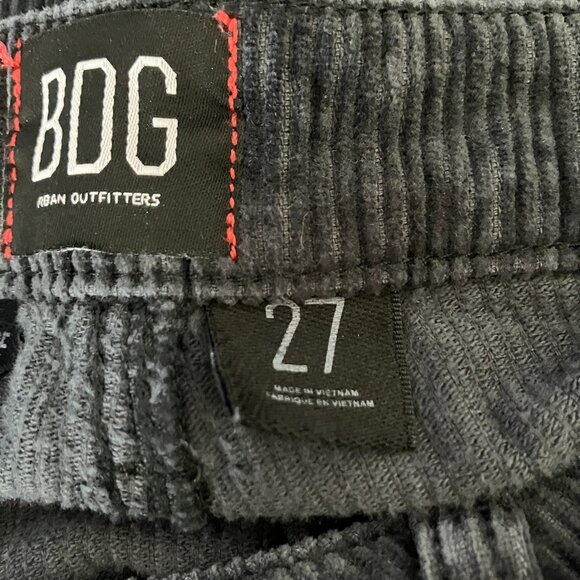 BDG
RBAN OUTFITTERS
27
MADE IN VIETNAM
FABRIQUE EN VIETNAM